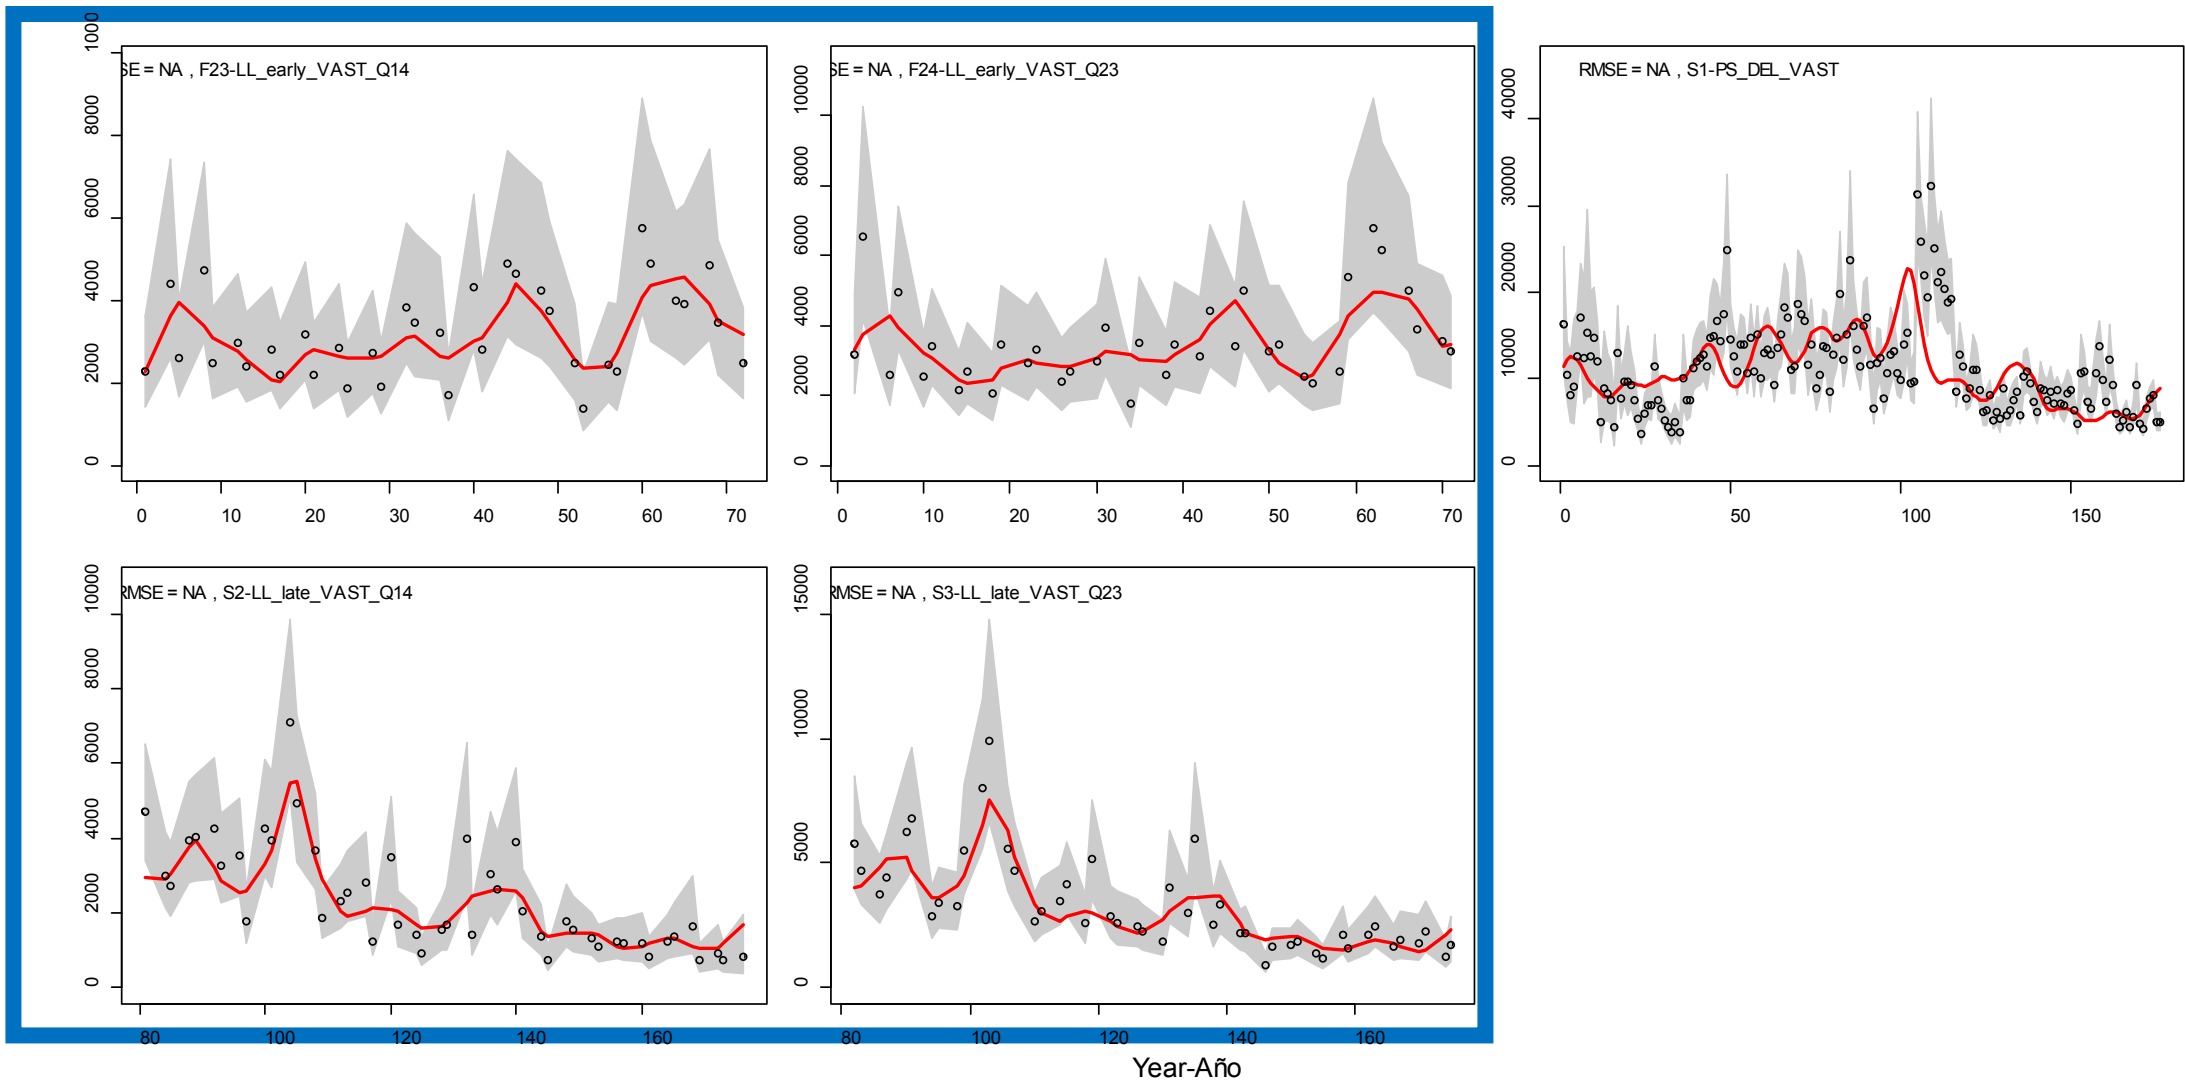 SE = NA , F23-LL_early_VAST_Q14
1000
8000
6000
4000
2000
0
0 10 20 30 40 50 60 70
SE = NA , F24-LL_early_VAST_Q23
10000
8000
6000
4000
2000
0
0 10 20 30 40 50 60 70
RMSE = NA , S1-PS_DEL_VAST
40000
30000
20000
10000
0
0 50 100 150
RMSE = NA , S2-LL_late_VAST_Q14
10000
8000
6000
4000
2000
0
80 100 120 140 160
RMSE = NA , S3-LL_late_VAST_Q23
15000
10000
5000
0
80 100 120 140 160
Year-Año